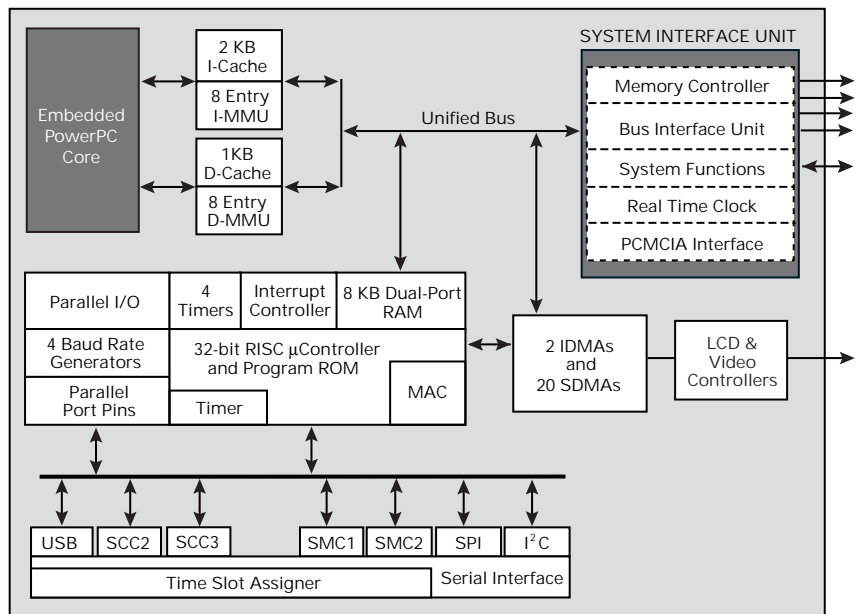 Embedded
PowerPC
Core
2 KB
I-Cache
8 Entry
I-MMU
1KB
D-Cache
8 Entry
D-MMU
Unified Bus
SYSTEM INTERFACE UNIT
Memory Controller
Bus Interface Unit
System Functions
Real Time Clock
PCMCIA Interface
Parallel I/O
4
Timers
Interrupt
Controller
8 KB Dual-Port
RAM
4 Baud Rate
Generators
32-bit RISC µController
and Program ROM
Parallel
Port Pins
Timer
MAC
2 IDMAs
and
20 SDMAs
LCD &
Video
Controllers
USB
SCC2
SCC3
SMC1
SMC2
SPI
I²C
Time Slot Assigner
Serial Interface